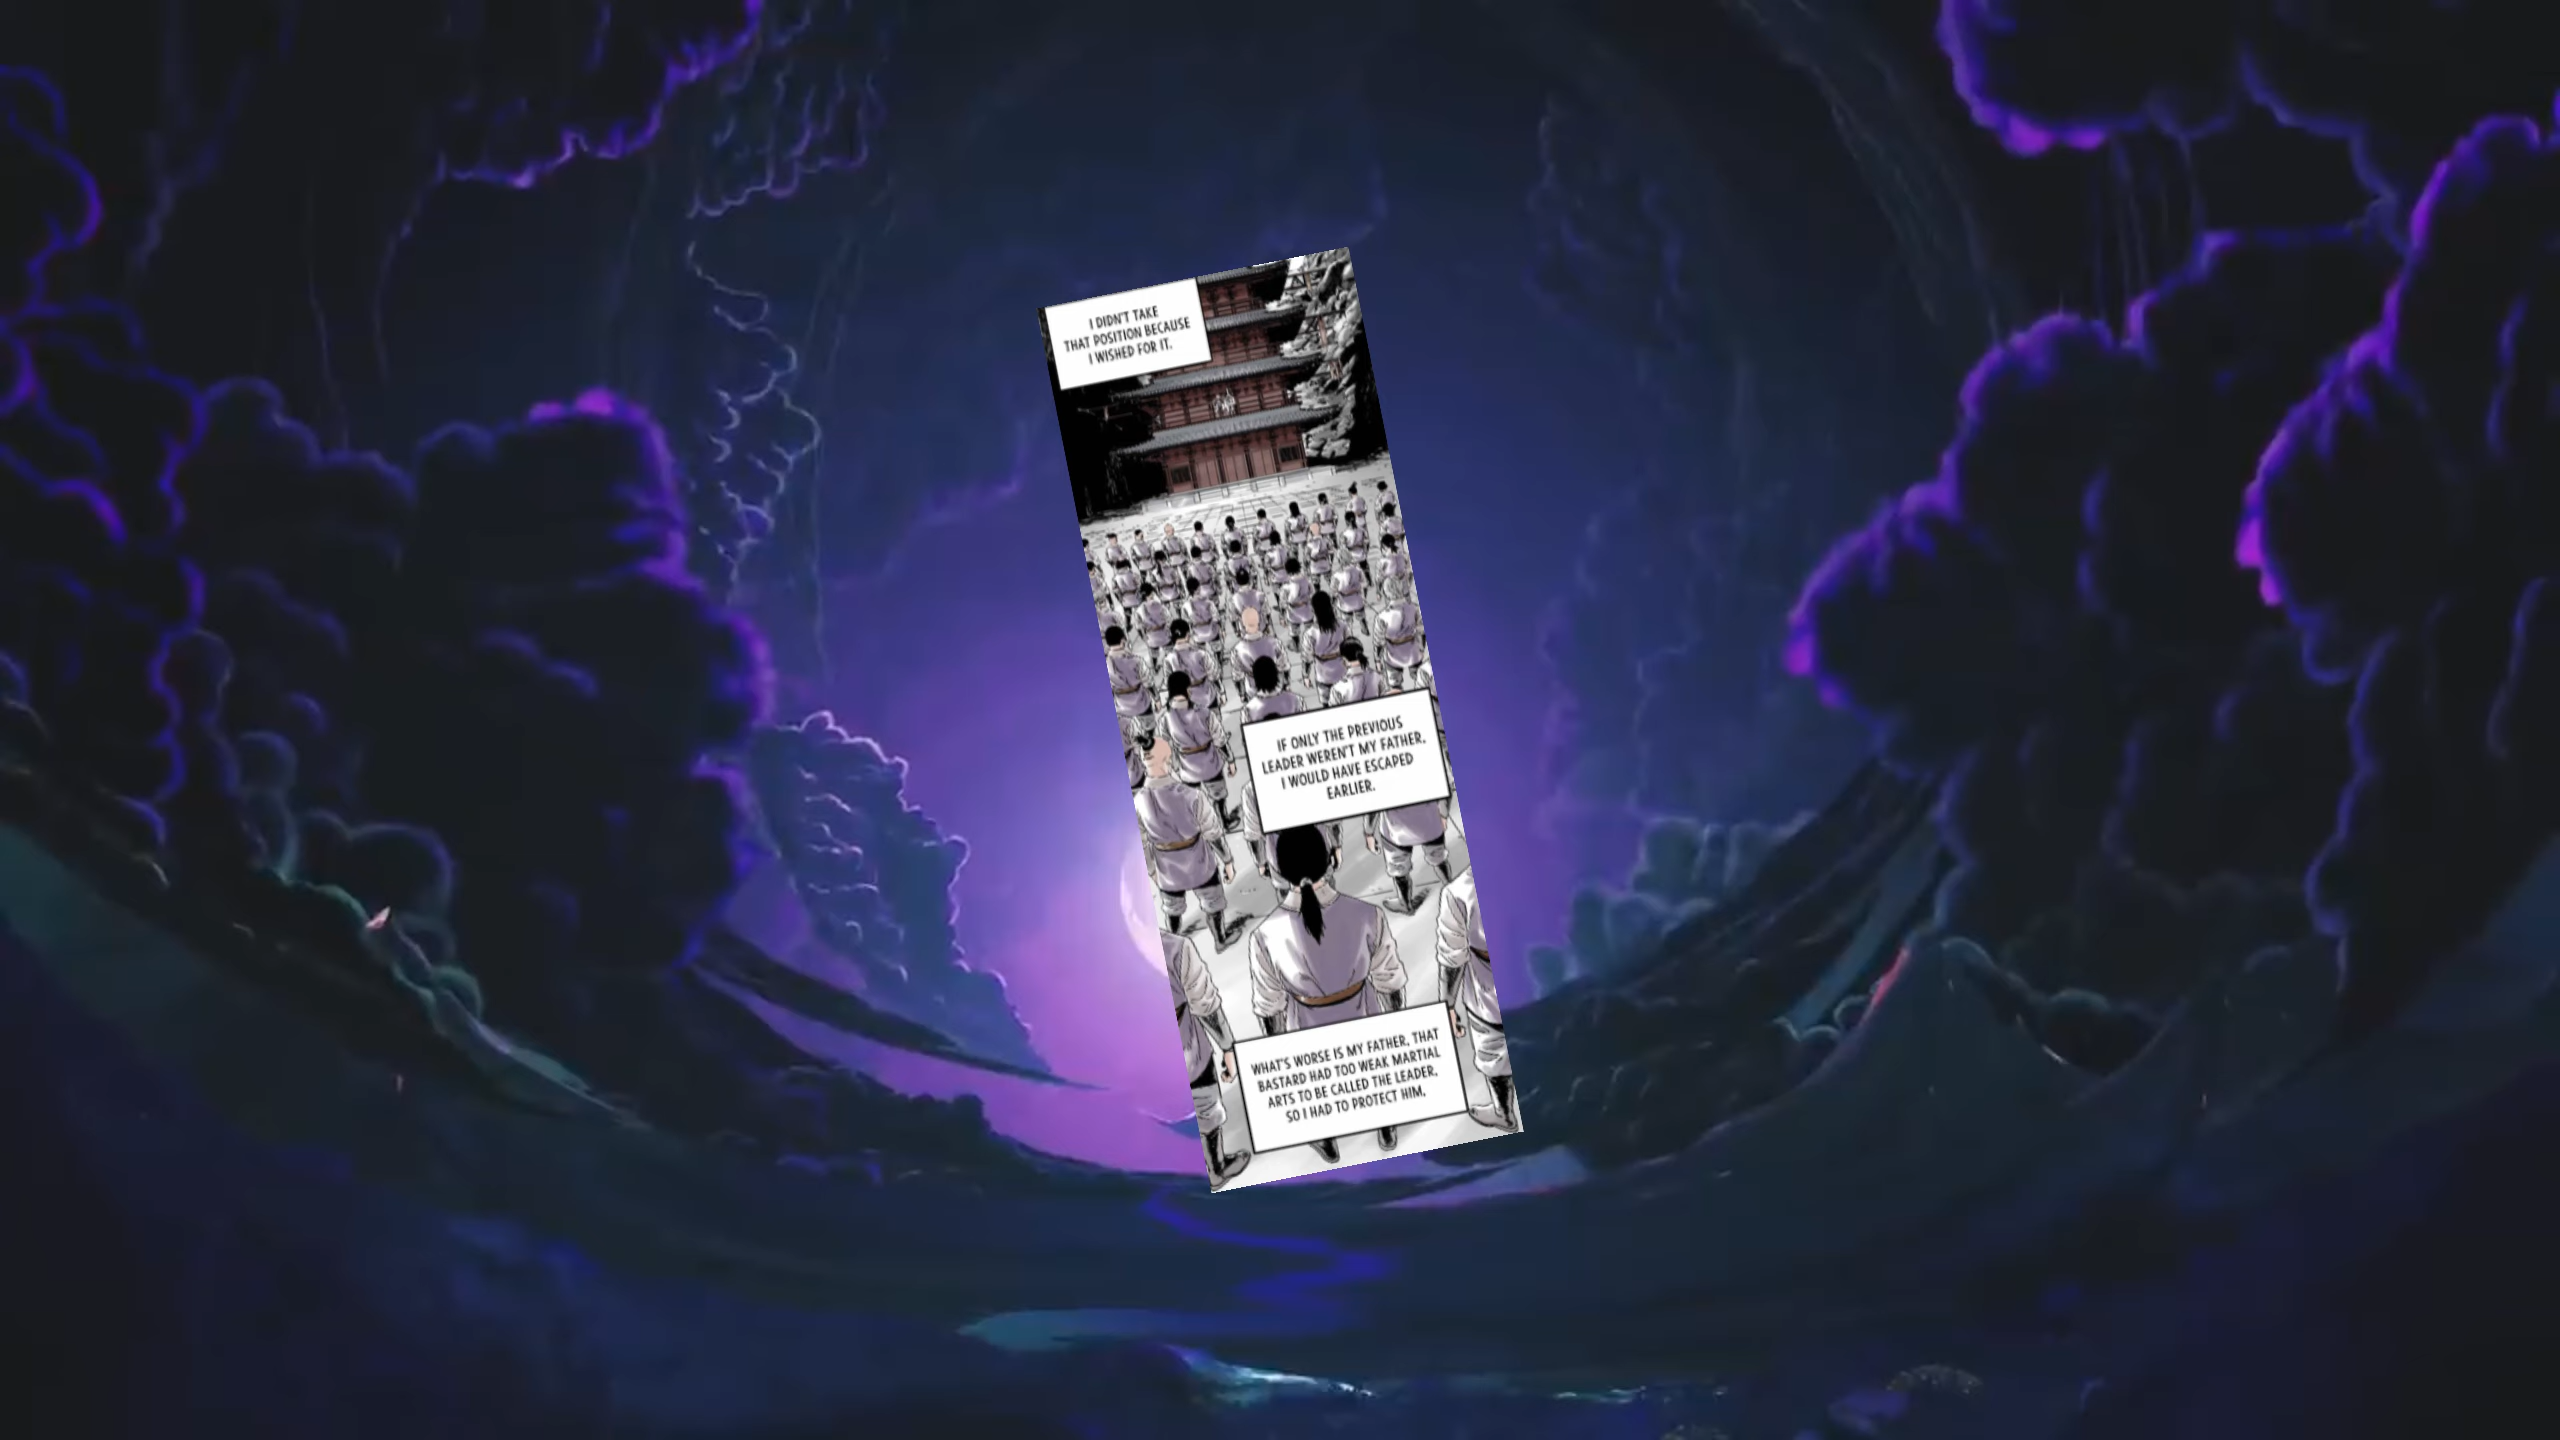 I DIDN'T TAKE
THAT POSITION BECAUSE
I WISHED FOR IT.
IF ONLY THE PREVIOUS
LEADER WEREN'T MY FATHER,
I WOULD HAVE ESCAPED
EARLIER.
WHAT'S WORSE IS MY FATHER, THAT
BASTARD HAD TOO WEAK MARTIAL
ARTS TO BE CALLED THE LEADER,
SO I HAD TO PROTECT HIM.